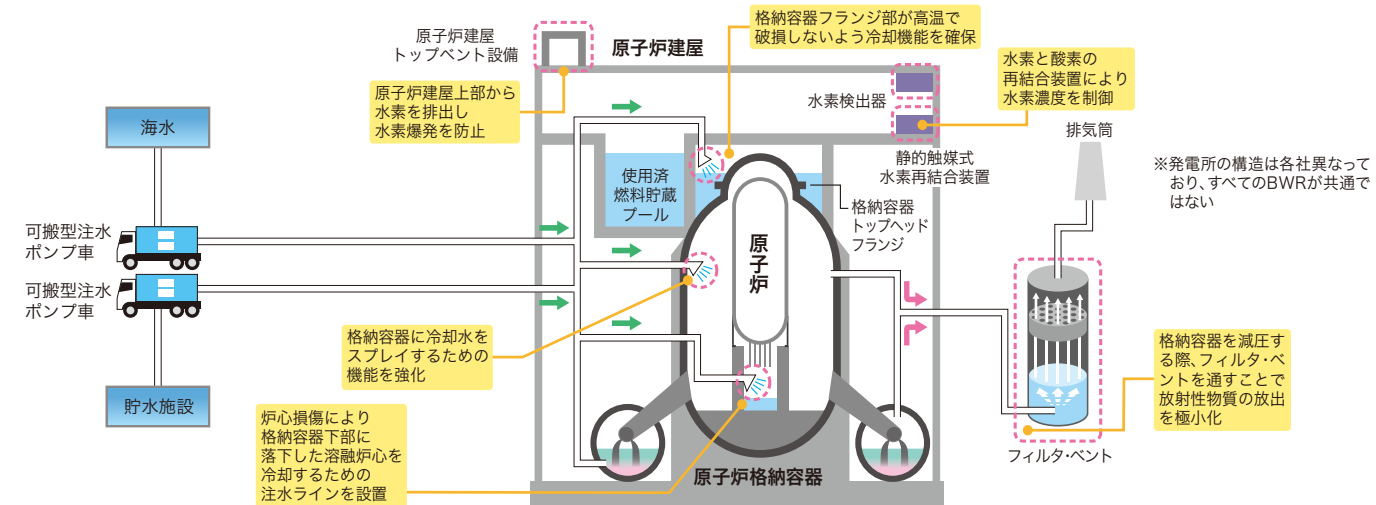 原子炉建屋
トップベント設備
原子炉建屋
格納容器フランジ部が高温で
破損しないよう冷却機能を確保
水素と酸素の
再結合装置により
水素濃度を制御
原子炉建屋上部から
水素を排出し
水素爆発を防止
水素検出器
静的触媒式
水素再結合装置
排気筒
※発電所の構造は各社異なって
おり、すべてのBWRが共通で
はない
海水
使用済
燃料貯蔵
プール
格納容器
トップヘッド
フランジ
原子炉
可搬型注水
ポンプ車
可搬型注水
ポンプ車
格納容器に冷却水を
スプレイするための
機能を強化
格納容器を減圧す
る際、フィルタ・ベ
ントを通すことで
放射性物質の放出
を極小化
貯水施設
炉心損傷により
格納容器下部に
落下した溶融炉心を
冷却するための
注水ラインを設置
原子炉格納容器
フィルタ・ベント